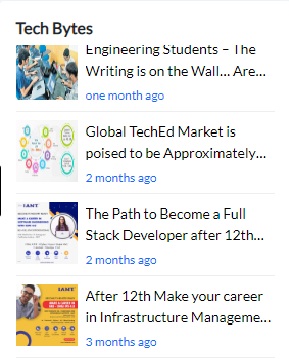 Tech Bytes
Engineering Students – The
Writing is on the Wall... Are...
one month ago
Global TechEd Market is
poised to be Approximately...
2 months ago
The Path to Become a Full
Stack Developer after 12th...
2 months ago
After 12th Make your career
in Infrastructure Manageme...
3 months ago